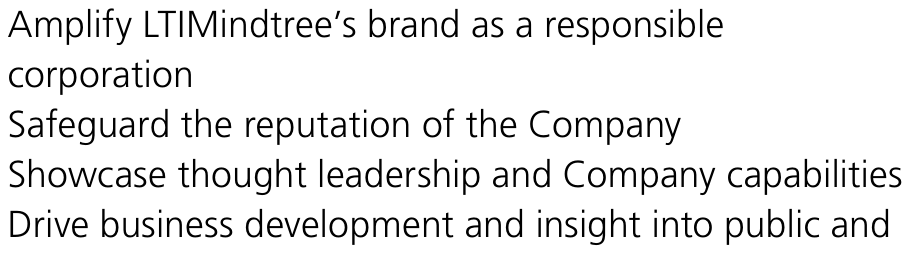 Amplify LTIMindtree’s brand as a responsible
corporation
Safeguard the reputation of the Company
Showcase thought leadership and Company capabilities
Drive business development and insight into public and